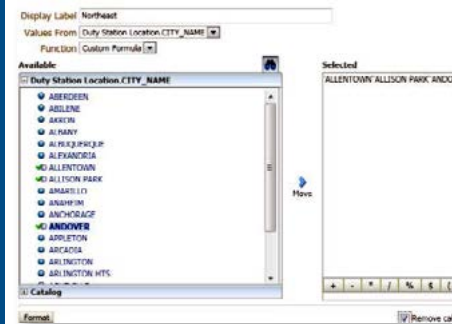 Display Label Northeast
Values From Duty Station Location.CITY_NAME
Function Custom Formula
Available
Selected
Duty Station Location.CITY_NAME
ALLENTOWN'ALLISON PARK'ANDO
ABERDEEN
ABILENE
AKRON
ALBANY
ALBUQUERQUE
ALEXANDRIA
ALLENTOWN
ALLISON PARK
AMARILLO
ANAHEIM
ANCHORAGE
ANDOVER
APPLETON
ARCADIA
ARLINGTON
ARLINGTON HTS
Move
+ - * / % $ (
Catalog
Format
Remove cal